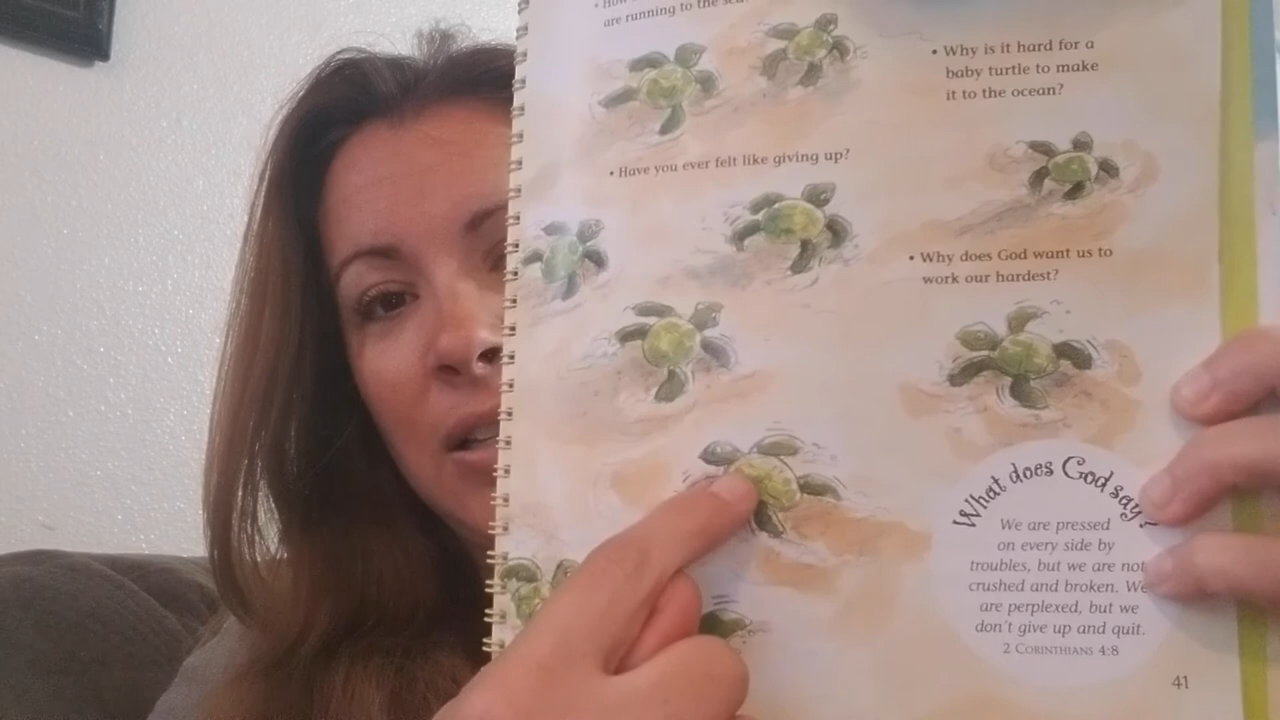 • How
are running to the sea?
• Why is it hard for a
baby turtle to make
it to the ocean?
• Have you ever felt like giving up?
• Why does God want us to
work our hardest?
What does God say?
We are pressed
on every side by
troubles, but we are not
crushed and broken. We
are perplexed, but we
don't give up and quit.
2 CORINTHIANS 4:8
41